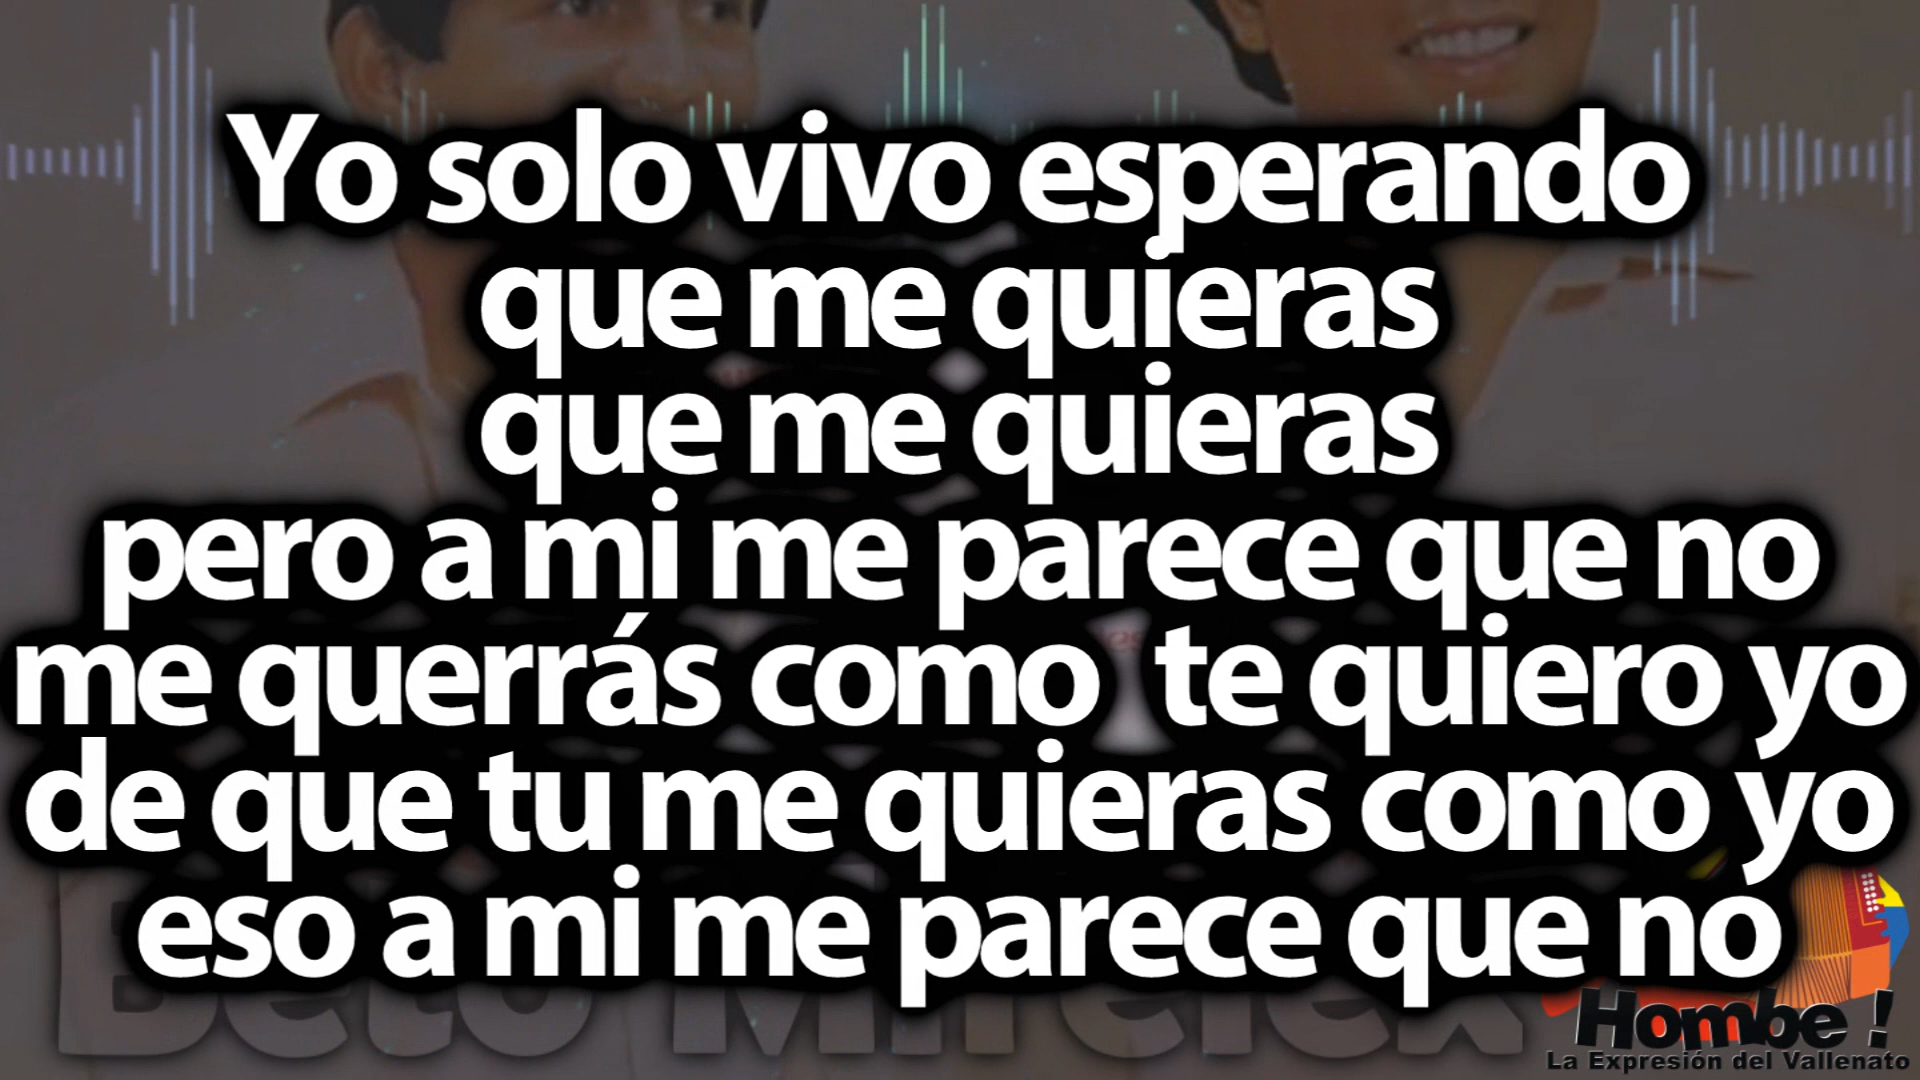 Yo solo vivo esperando
que me quieras
que me quieras
pero a mi me parece que no
me querrás como te quiero yo
de que tu me quieras como yo
eso a mi me parece que no
Hombe !
La Expresión del Vallenato